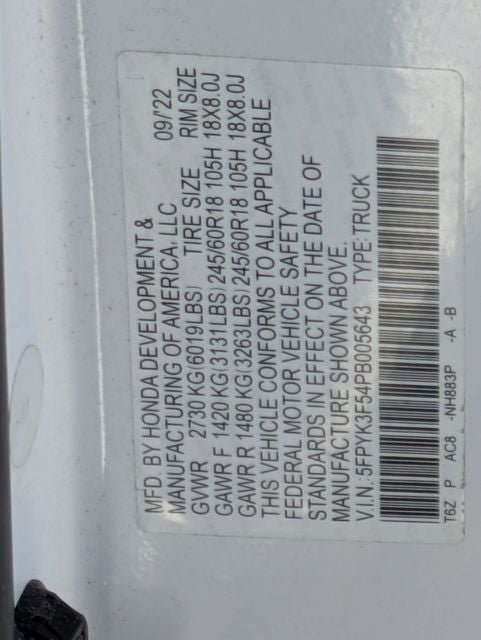 MFD. BY HONDA DEVELOPMENT &
MANUFACTURING OF AMERICA, LLC 09/'22
GVWR 2730 KG(6019LBS) TIRE SIZE RIM SIZE
GAWR F 1420 KG(3131LBS) 245/60R18 105H 18X8.0J
GAWR R 1480 KG(3263LBS) 245/60R18 105H 18X8.0J
THIS VEHICLE CONFORMS TO ALL APPLICABLE
FEDERAL MOTOR VEHICLE SAFETY
STANDARDS IN EFFECT ON THE DATE OF
MANUFACTURE SHOWN ABOVE.
V.I.N.: 5FPYK3F54PB005643 TYPE: TRUCK
T6Z P AC8 -NH883P -A -B